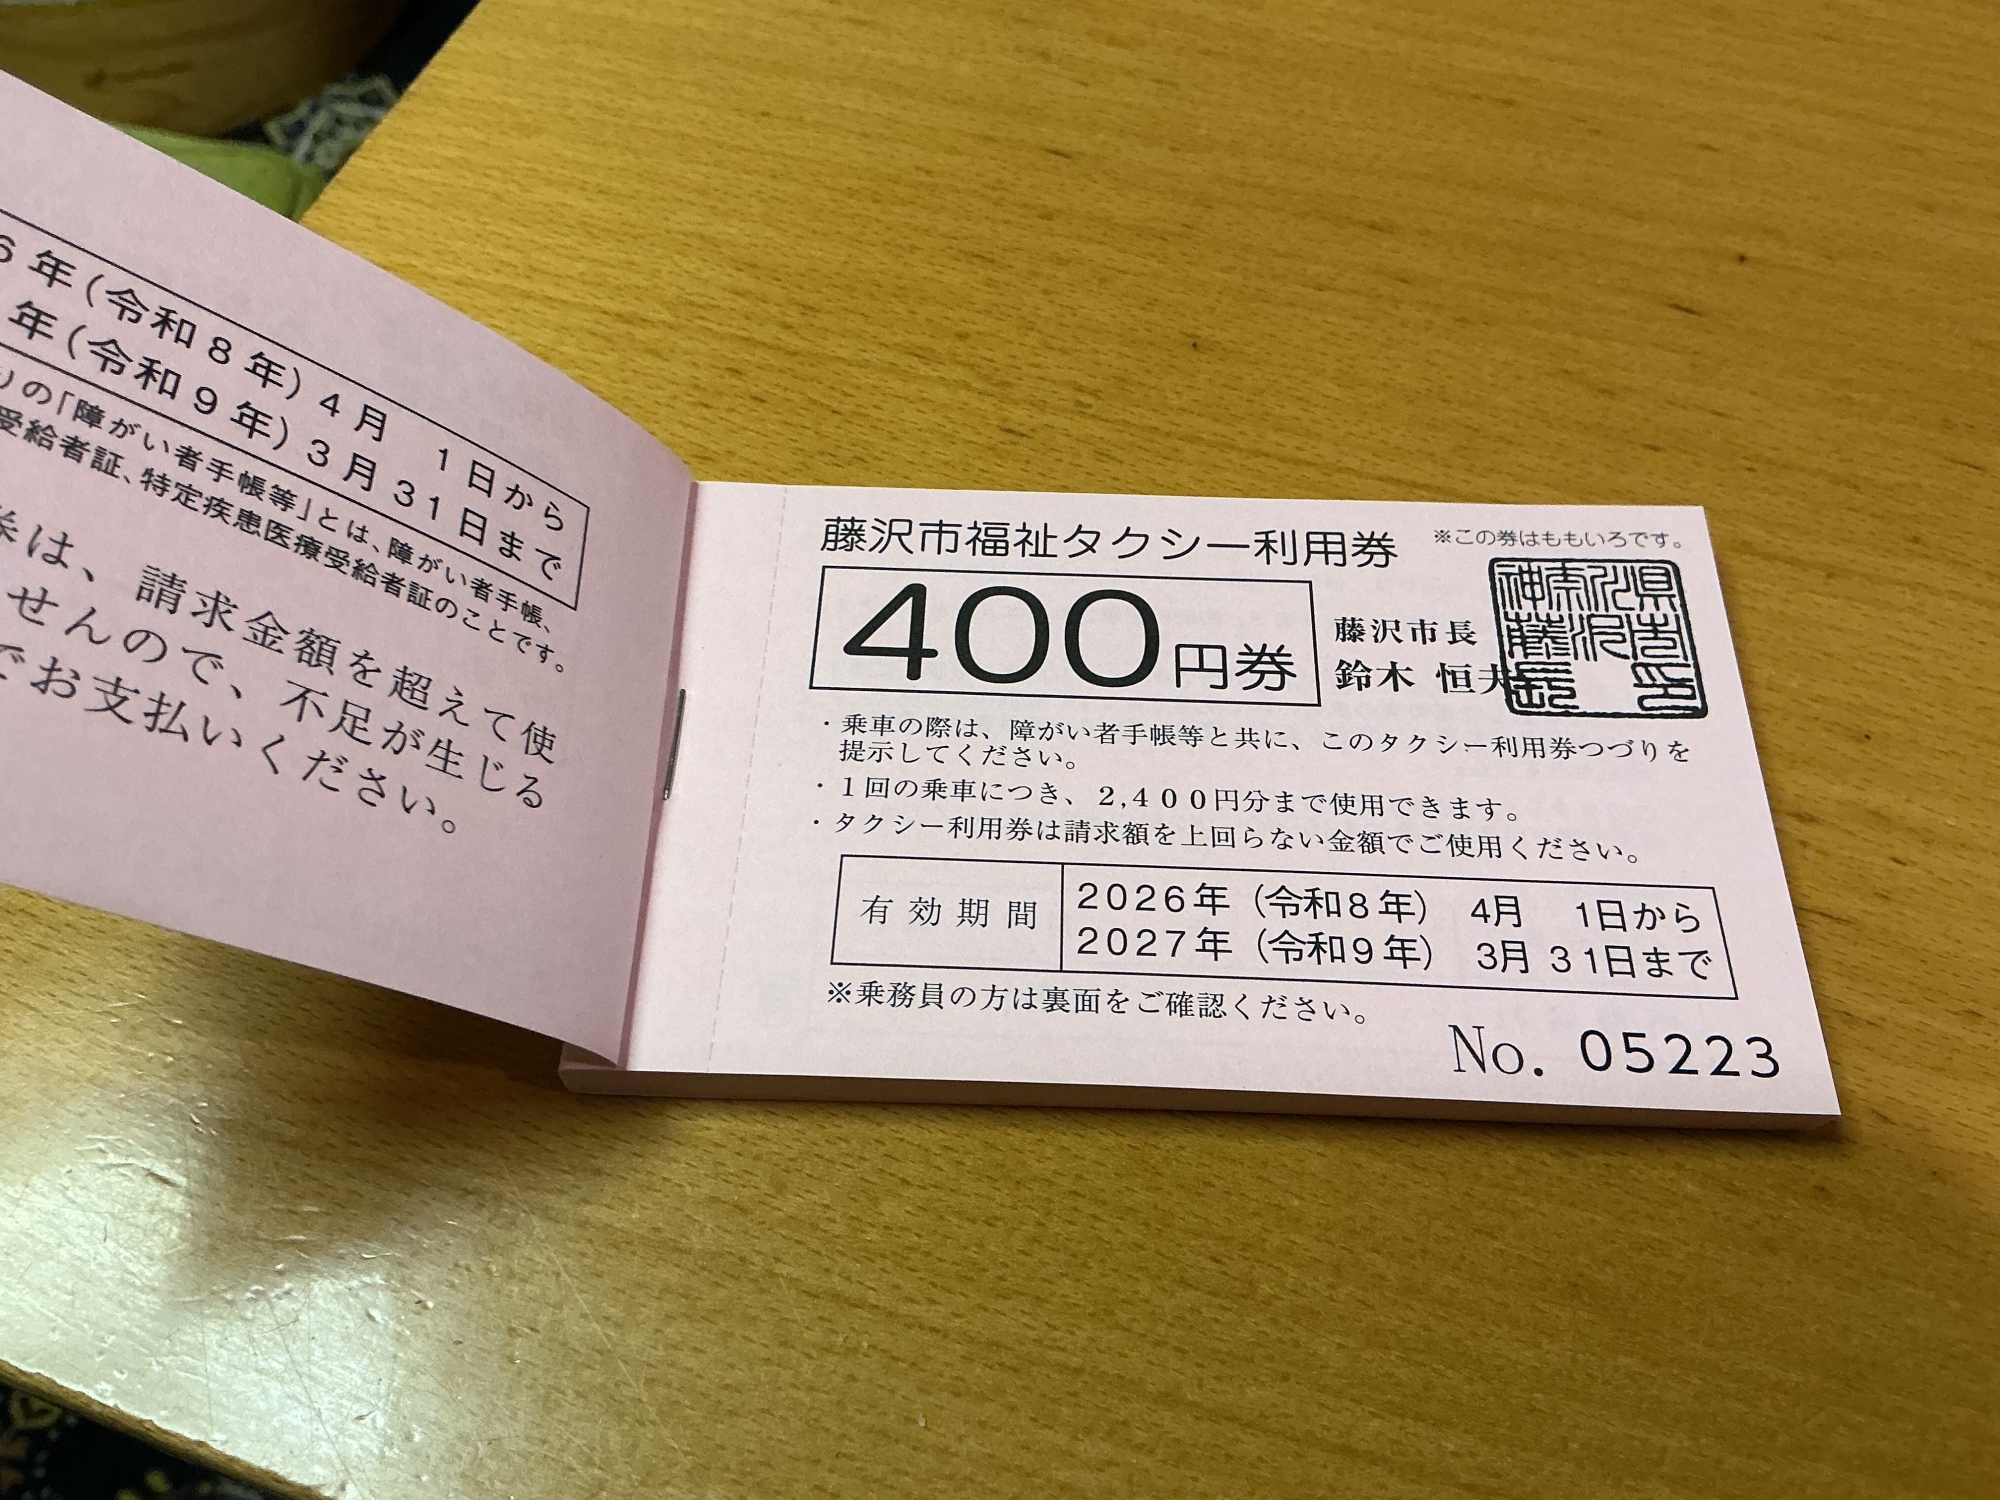 6年(令和8年)4月 1日から
年(令和9年)3月31日まで
りの「障がい者手帳等」とは、障がい者手帳、
受給者証、特定疾患医療受給者証のことです。
券は、請求金額を超えて使
せんので、不足が生じる
でお支払いください。
藤沢市福祉タクシー利用券
※この券はももいろです。
400円券
藤沢市長
鈴木 恒夫
神奈川県藤沢市長之印
・乗車の際は、障がい者手帳等と共に、このタクシー利用券つづりを
提示してください。
・1回の乗車につき、2,400円分まで使用できます。
・タクシー利用券は請求額を上回らない金額でご使用ください。
有効期間
2026年(令和8年) 4月 1日から
2027年(令和9年) 3月31日まで
※乗務員の方は裏面をご確認ください。
No. 05223